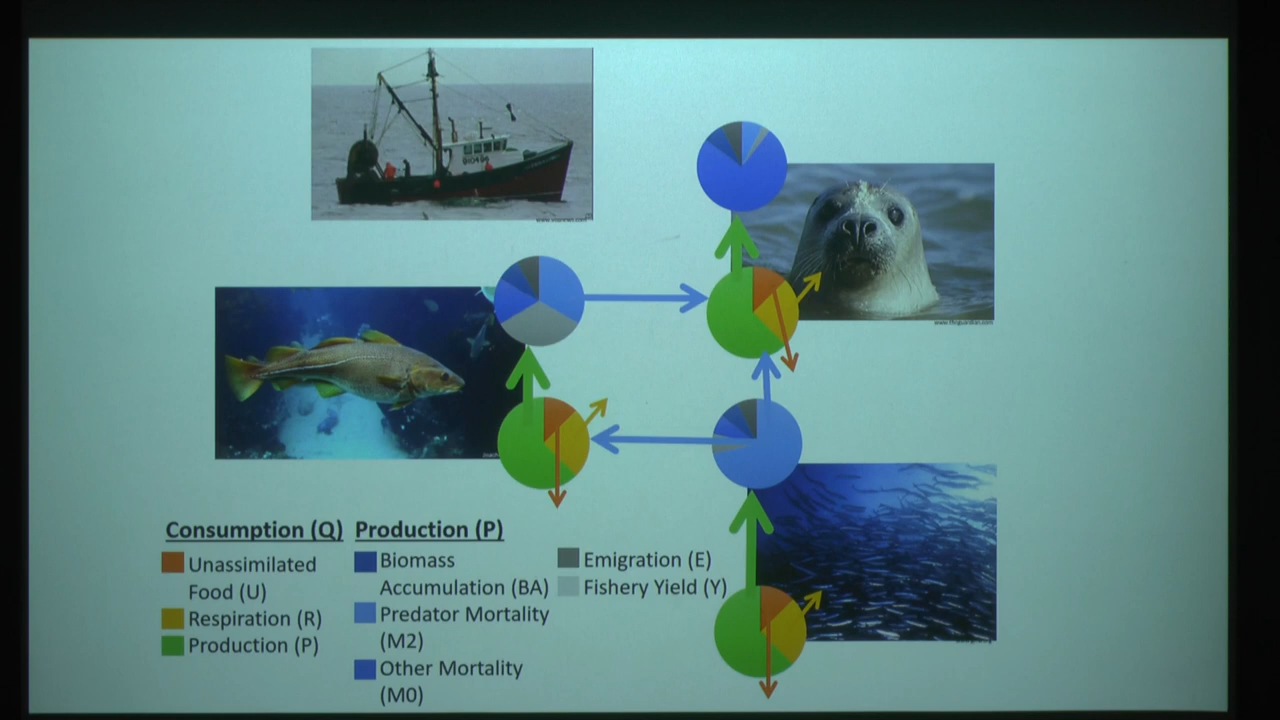 Consumption (Q)
Unassimilated
Food (U)
Respiration (R)
Production (P)
Production (P)
Biomass
Accumulation (BA)
Predator Mortality
(M2)
Other Mortality
(M0)
Emigration (E)
Fishery Yield (Y)